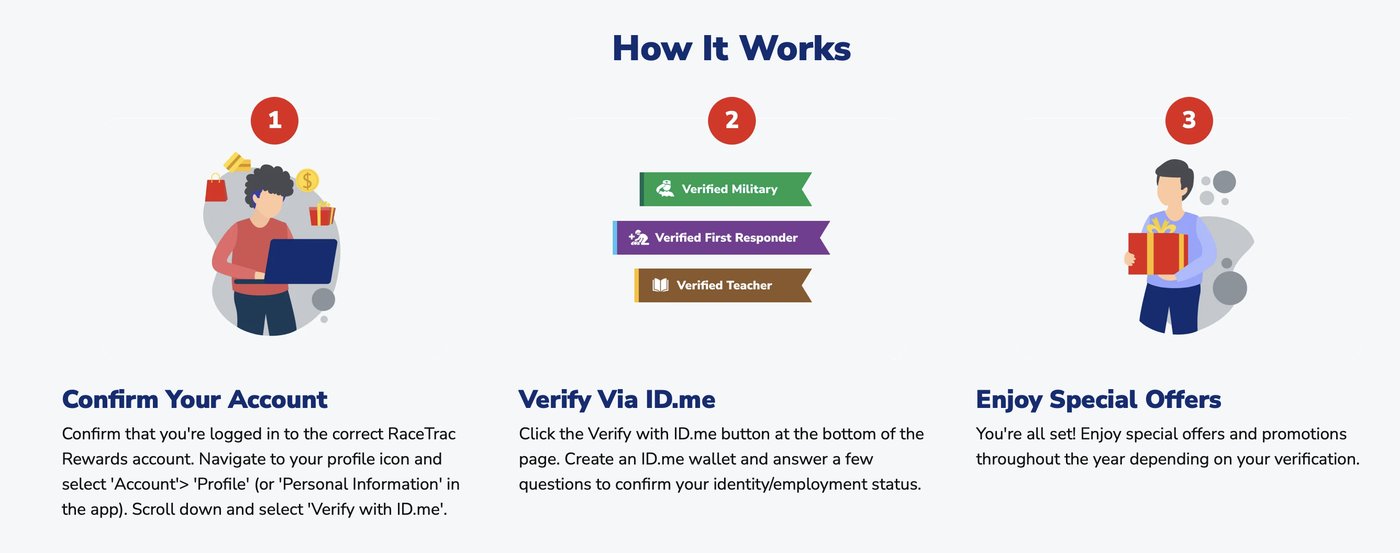 How It Works
1
2
3
$
Verified Military
Verified First Responder
Verified Teacher
Confirm Your Account
Confirm that you're logged in to the correct RaceTrac
Rewards account. Navigate to your profile icon and
select 'Account'> 'Profile' (or 'Personal Information' in
the app). Scroll down and select 'Verify with ID.me'.
Verify Via ID.me
Click the Verify with ID.me button at the bottom of the
page. Create an ID.me wallet and answer a few
questions to confirm your identity/employment status.
Enjoy Special Offers
You're all set! Enjoy special offers and promotions
throughout the year depending on your verification.